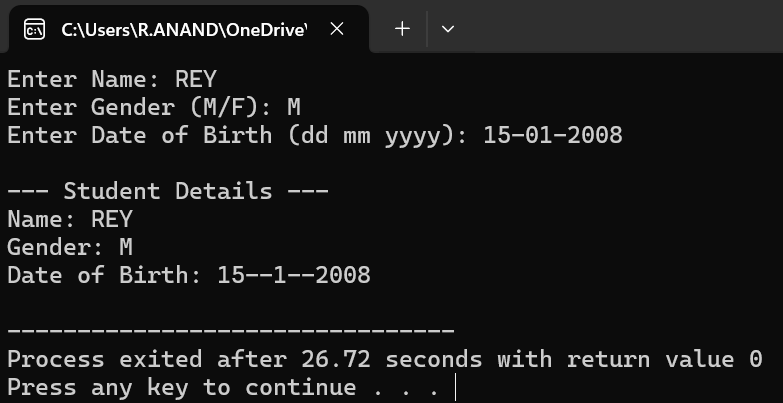 C:\Users\R.ANAND\OneDrive\
Enter Name: REY
Enter Gender (M/F): M
Enter Date of Birth (dd mm yyyy): 15-01-2008
--- Student Details ---
Name: REY
Gender: M
Date of Birth: 15--1--2008
--------------------------------
Process exited after 26.72 seconds with return value 0
Press any key to continue . . .